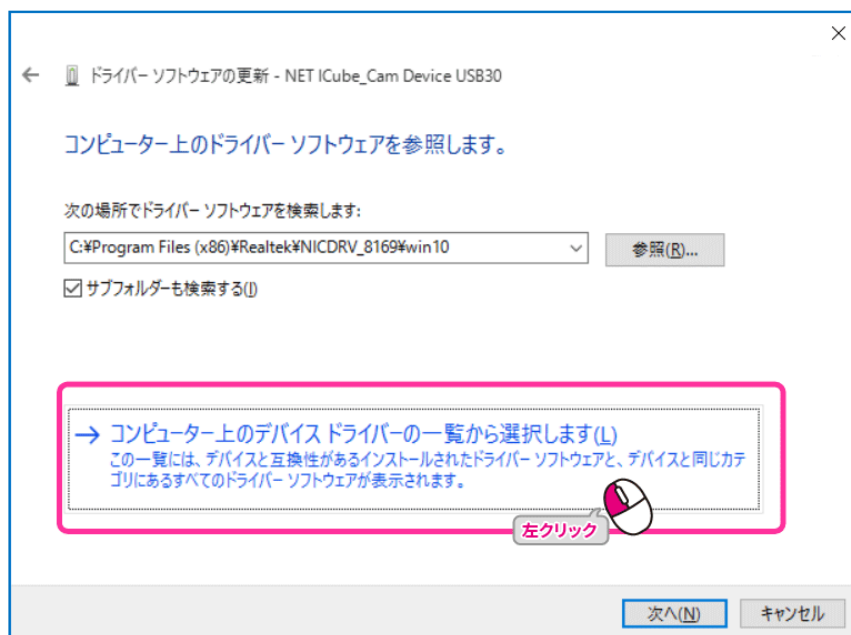 ドライバー ソフトウェアの更新 - NET ICube_Cam Device USB30
コンピューター上のドライバー ソフトウェアを参照します。
次の場所でドライバー ソフトウェアを検索します:
C:¥Program Files (x86)¥Realtek¥NICDRV_8169¥win10
参照(R)...
サブフォルダーも検索する(I)
→ コンピューター上のデバイス ドライバーの一覧から選択します(L)
この一覧には、デバイスと互換性があるインストールされたドライバー ソフトウェアと、デバイスと同じカテ
ゴリにあるすべてのドライバー ソフトウェアが表示されます。
左クリック
次へ(N)
キャンセル